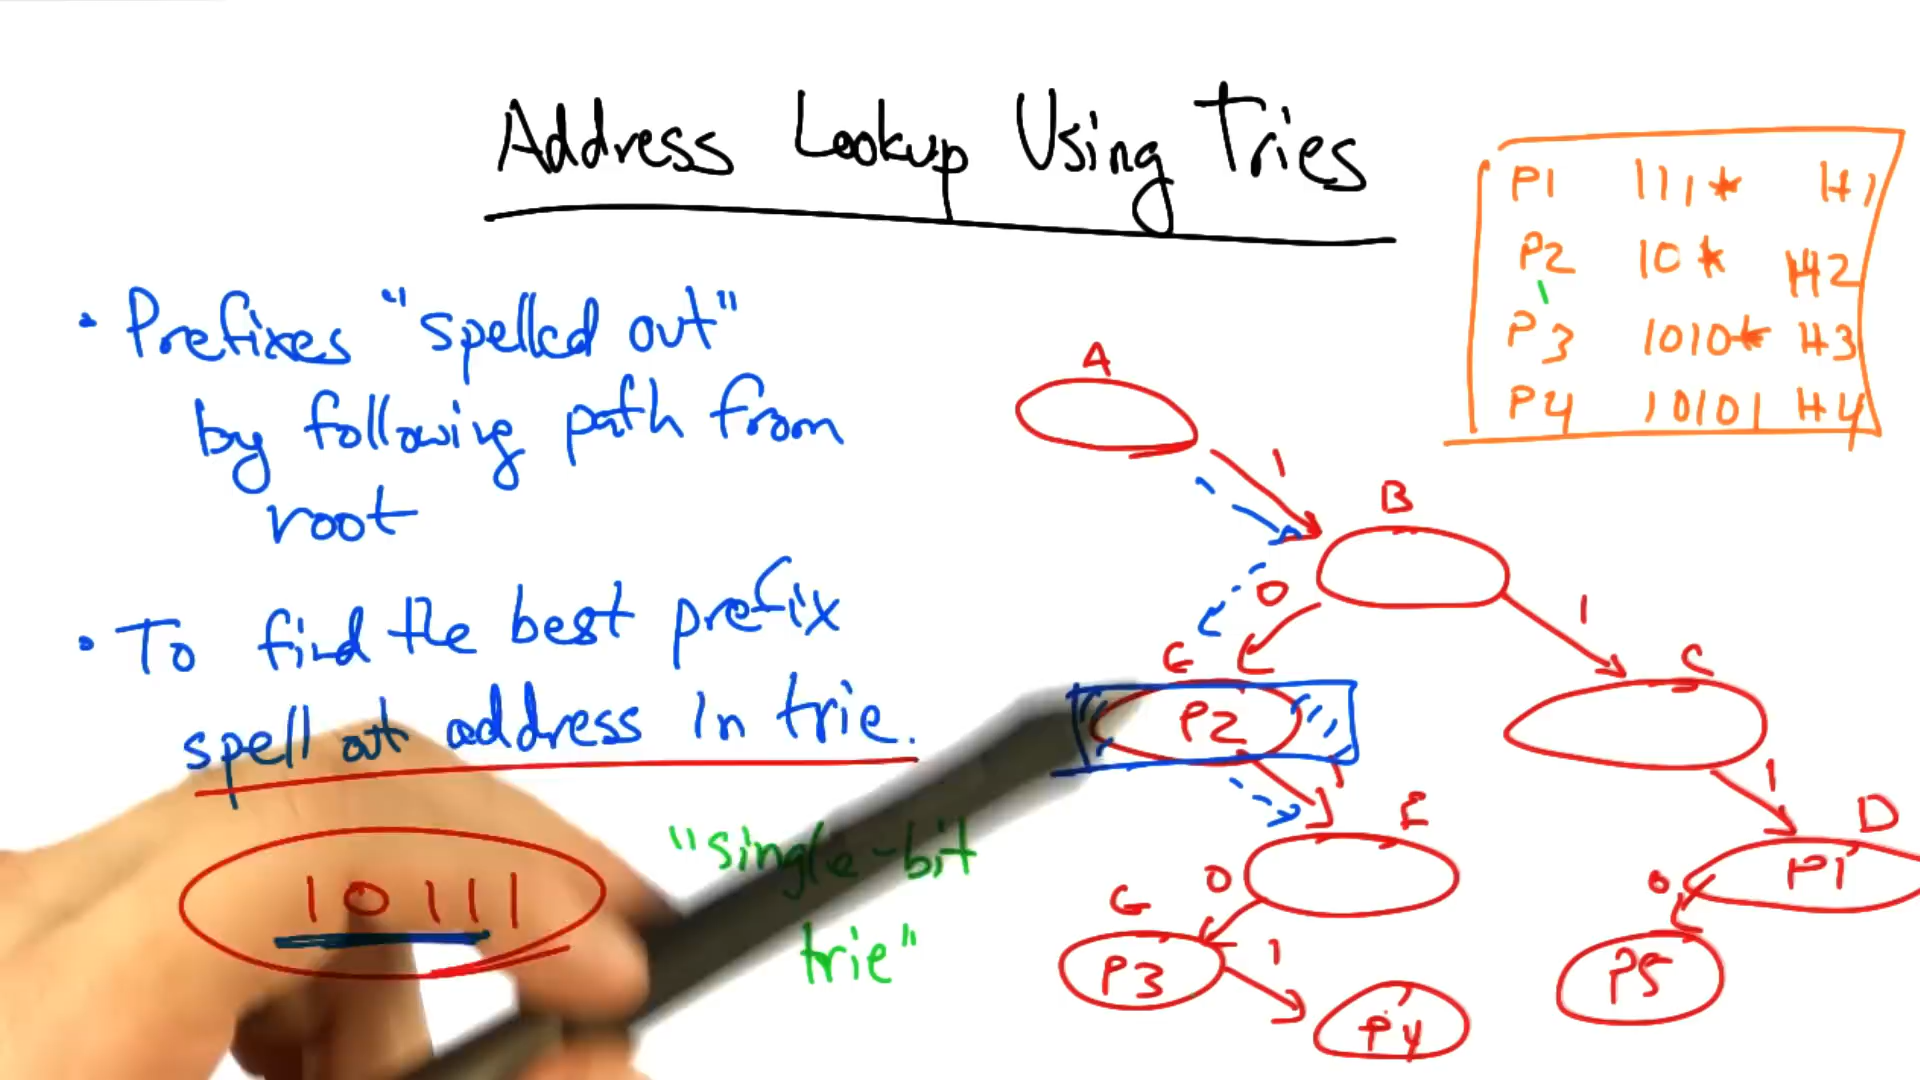 Address Lookup Using Tries
P1 111* H1
P2 10* H2
P3 1010* H3
P4 10101 H4
• Prefixes "spelled out"
by following path from
root
• To find the best prefix
spell out address in trie.
10111
"single-bit
trie"
A
1
B
0
1
C
P2
C
1
1
E
D
0
P1
G
0
P3
1
P5
P4